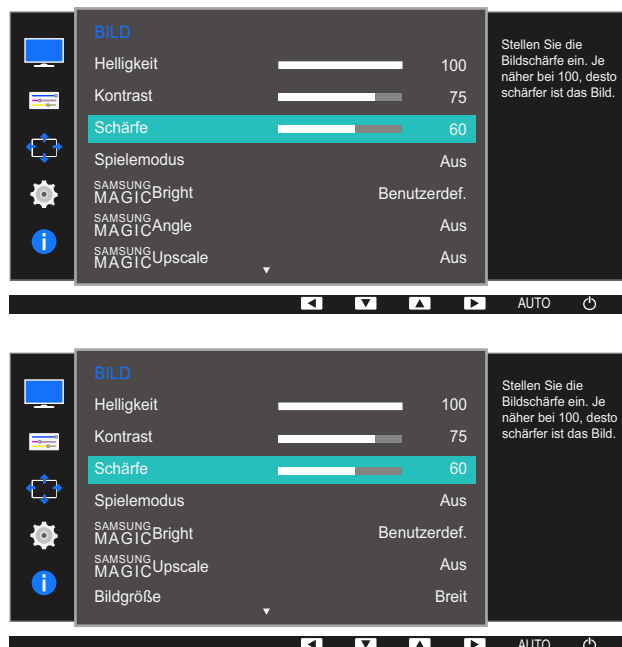 BILD
Helligkeit 100
Kontrast 75
Schärfe 60
Spielemodus Aus
SAMSUNG MAGIC Bright Benutzerdef.
SAMSUNG MAGIC Angle Aus
SAMSUNG MAGIC Upscale Aus
Stellen Sie die
Bildschärfe ein. Je
näher bei 100, desto
schärfer ist das Bild.
AUTO
BILD
Helligkeit 100
Kontrast 75
Schärfe 60
Spielemodus Aus
SAMSUNG MAGIC Bright Benutzerdef.
SAMSUNG MAGIC Upscale Aus
Bildgröße Breit
Stellen Sie die
Bildschärfe ein. Je
näher bei 100, desto
schärfer ist das Bild.
AUTO